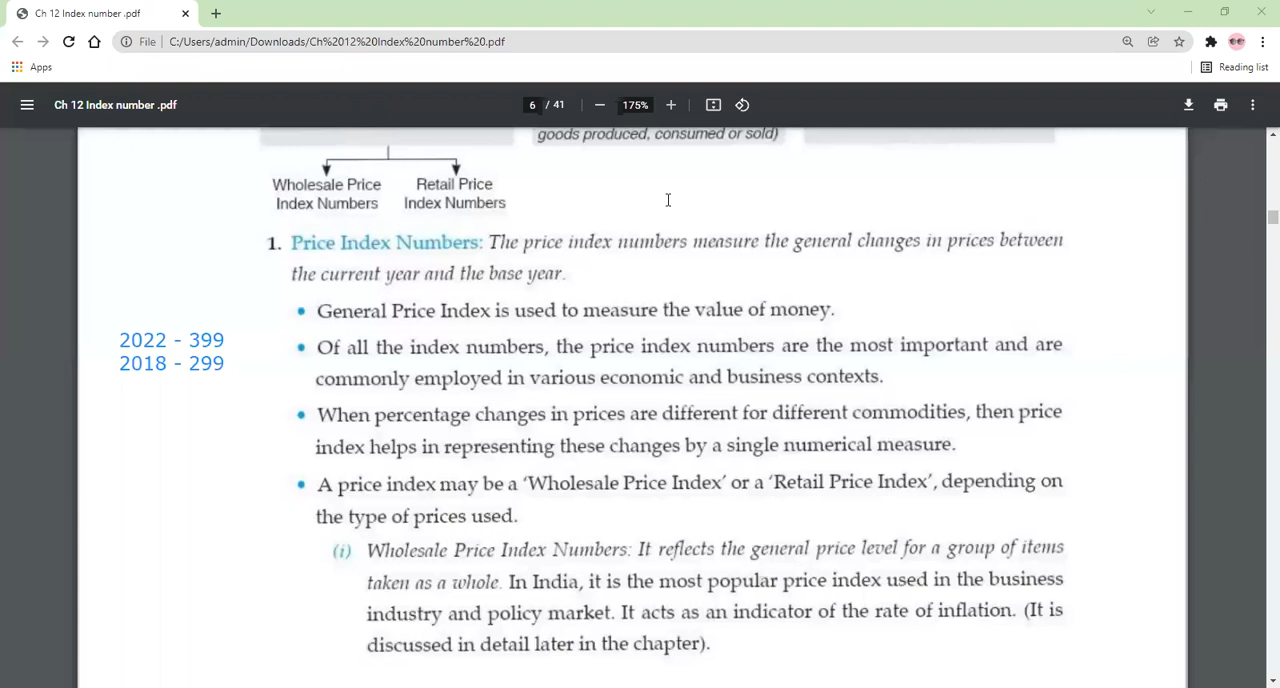 Ch 12 Index number .pdf
File C:/Users/admin/Downloads/Ch%2012%20Index%20number%20.pdf
Apps
Reading list
Ch 12 Index number .pdf
6 / 41
175%
goods produced, consumed or sold)
Wholesale Price Retail Price
Index Numbers Index Numbers
1. Price Index Numbers: The price index numbers measure the general changes in prices between
the current year and the base year.
• General Price Index is used to measure the value of money.
2022 - 399
2018 - 299
• Of all the index numbers, the price index numbers are the most important and are
commonly employed in various economic and business contexts.
• When percentage changes in prices are different for different commodities, then price
index helps in representing these changes by a single numerical measure.
• A price index may be a 'Wholesale Price Index' or a 'Retail Price Index', depending on
the type of prices used.
(i) Wholesale Price Index Numbers: It reflects the general price level for a group of items
taken as a whole. In India, it is the most popular price index used in the business
industry and policy market. It acts as an indicator of the rate of inflation. (It is
discussed in detail later in the chapter).